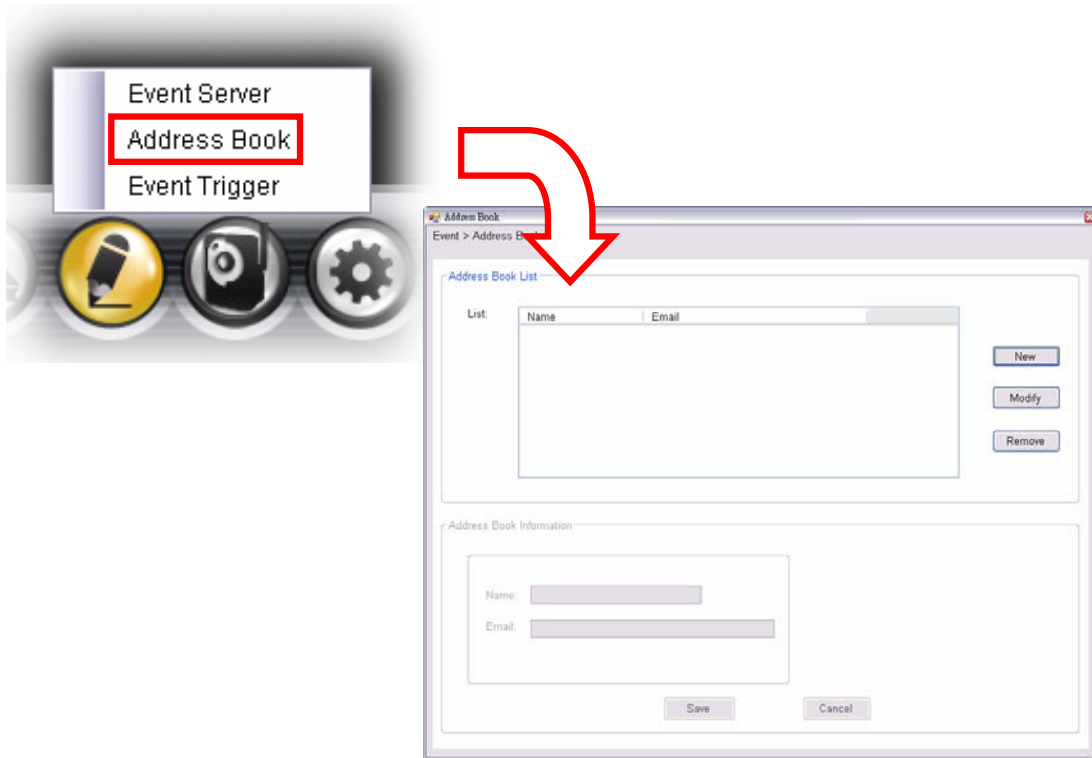 Event Server
Address Book
Event Trigger
Address Book
Event > Address B
Address Book List
List:
Name Email
New
Modify
Remove
Address Book Information
Name:
Email:
Save Cancel